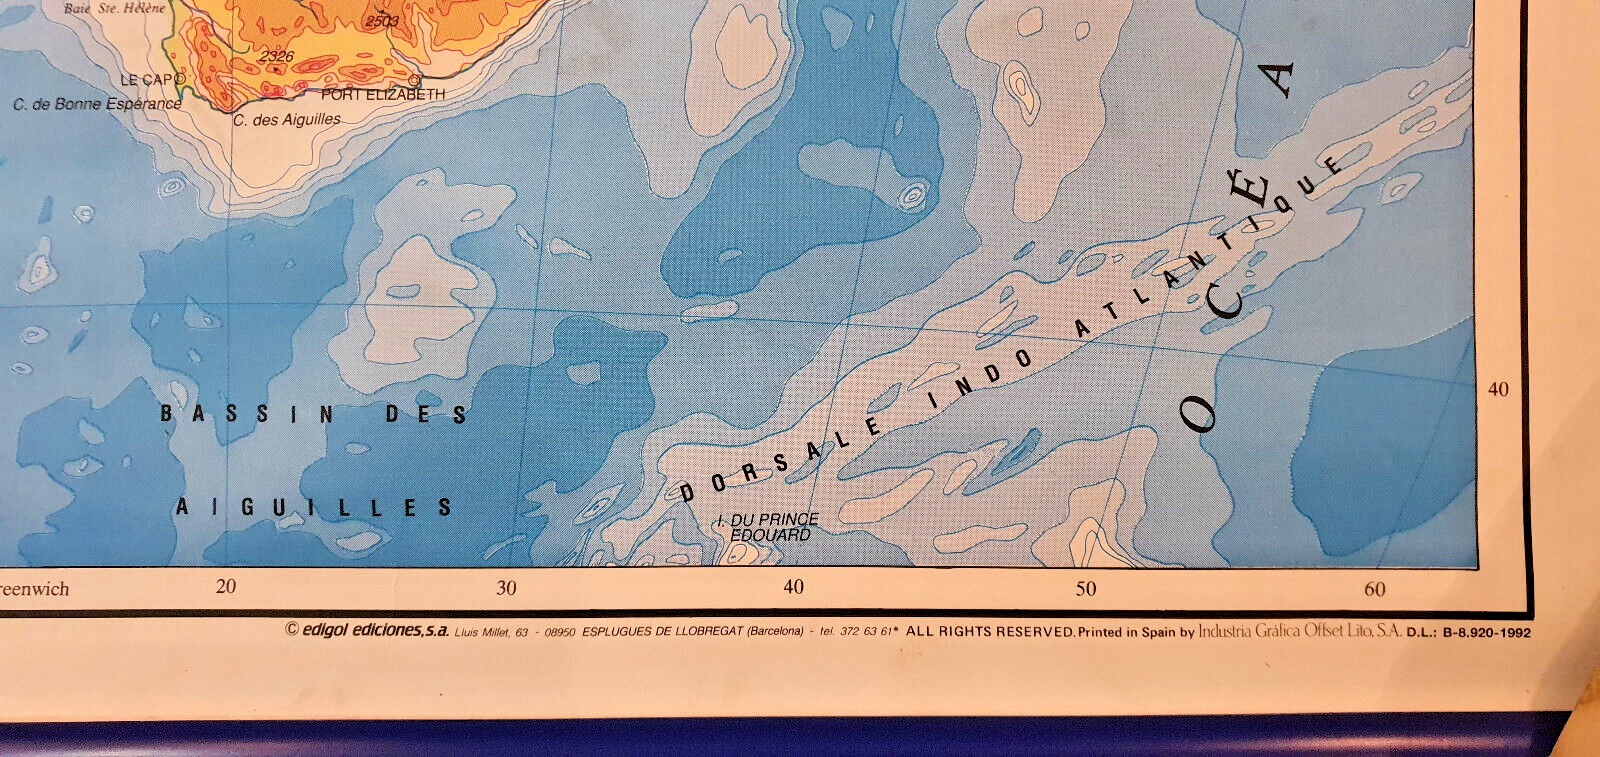 Baie Ste. Hélène
2503
2326
LE CAP
PORT ELIZABETH
C. de Bonne Espérance
C. des Aiguilles
OCÉA
DORSALE INDO ATLANTIQUE
40
BASSIN DES
AIGUILLES
I. DU PRINCE
EDOUARD
reenwich 20 30 40 50 60
© edigol ediciones, s.a. Lluis Millet, 63 - 08950 ESPLUGUES DE LLOBREGAT (Barcelona) - tel. 372 63 61* ALL RIGHTS RESERVED. Printed in Spain by Industria Gráfica Offset Lito, S.A. D.L.: B-8.920-1992